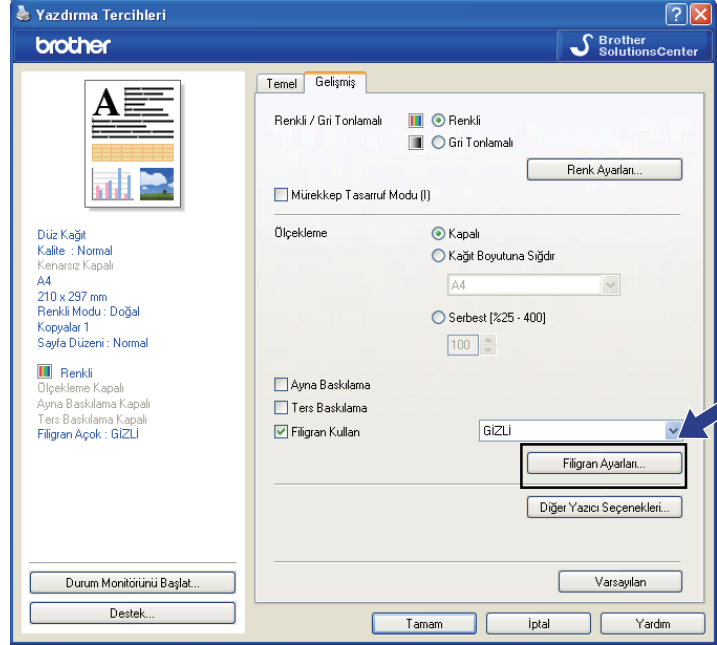 Yazdırma Tercihleri
brother
Brother
SolutionsCenter
A
Düz Kağıt
Kalite : Normal
Kenarsız Kapalı
A4
210 x 297 mm
Renkli Modu : Doğal
Kopyalar 1
Sayfa Düzeni : Normal
Renkli
Ölçekleme Kapalı
Ayna Baskılama Kapalı
Ters Baskılama Kapalı
Filigran Açok : GİZLİ
Durum Monitörünü Başlat...
Destek...
Temel Gelişmiş
Renkli / Gri Tonlamalı
Renkli
Gri Tonlamalı
Renk Ayarları...
Mürekkep Tasarruf Modu (I)
Ölçekleme
Kapalı
Kağıt Boyutuna Sığdır
A4
Serbest [%25 - 400]
100
Ayna Baskılama
Ters Baskılama
Filigran Kullan GİZLİ
Filigran Ayarları...
Diğer Yazıcı Seçenekleri...
Varsayılan
Tamam İptal Yardım